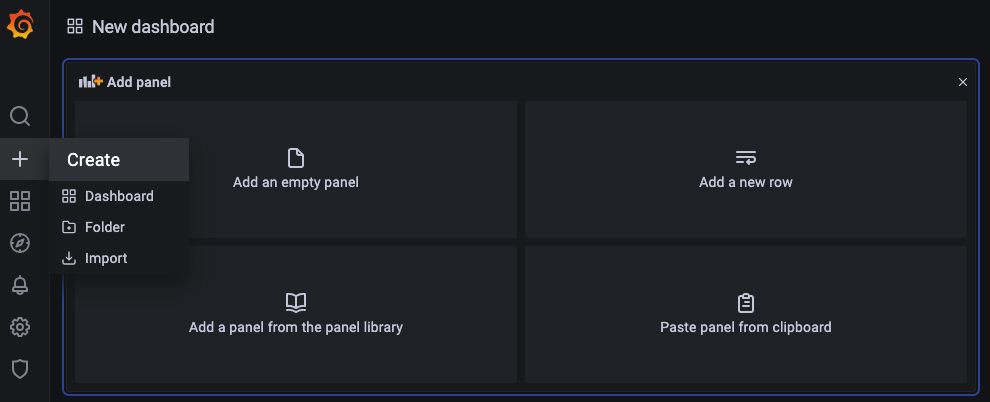 New dashboard
Add panel
Create
Dashboard
Folder
Import
Add an empty panel
Add a new row
Add a panel from the panel library
Paste panel from clipboard